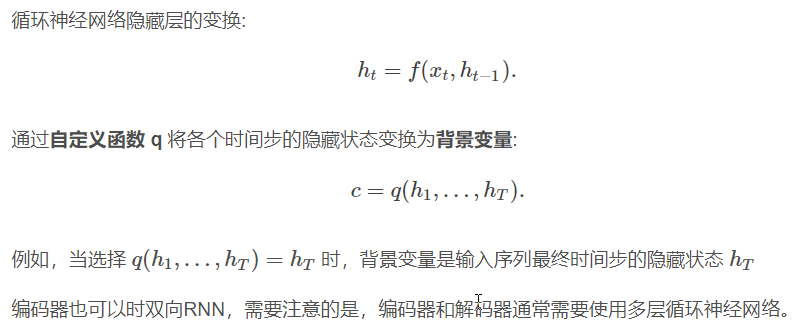 循环神经网络隐藏层的变换:
h_t = f(x_t, h_{t-1}).
通过自定义函数 q 将各个时间步的隐藏状态变换为背景变量:
c = q(h_1, ..., h_T).
例如，当选择 q(h_1, ..., h_T) = h_T 时，背景变量是输入序列最终时间步的隐藏状态 h_T
编码器也可以时双向RNN，需要注意的是，编码器和解码器通常需要使用多层循环神经网络。